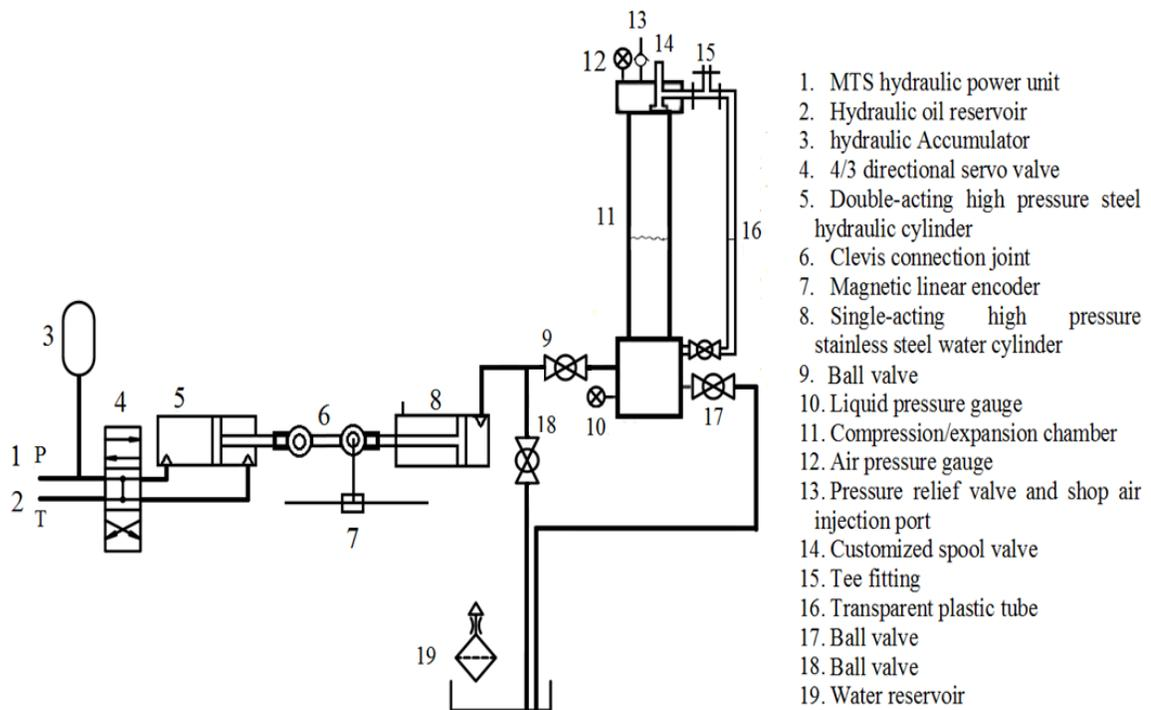 13
12
14
15
11
16
9
3
4
5
6
8
10
18
17
1 P
2 T
7
19
1. MTS hydraulic power unit
2. Hydraulic oil reservoir
3. hydraulic Accumulator
4. 4/3 directional servo valve
5. Double-acting high pressure steel
hydraulic cylinder
6. Clevis connection joint
7. Magnetic linear encoder
8. Single-acting high pressure
stainless steel water cylinder
9. Ball valve
10. Liquid pressure gauge
11. Compression/expansion chamber
12. Air pressure gauge
13. Pressure relief valve and shop air
injection port
14. Customized spool valve
15. Tee fitting
16. Transparent plastic tube
17. Ball valve
18. Ball valve
19. Water reservoir